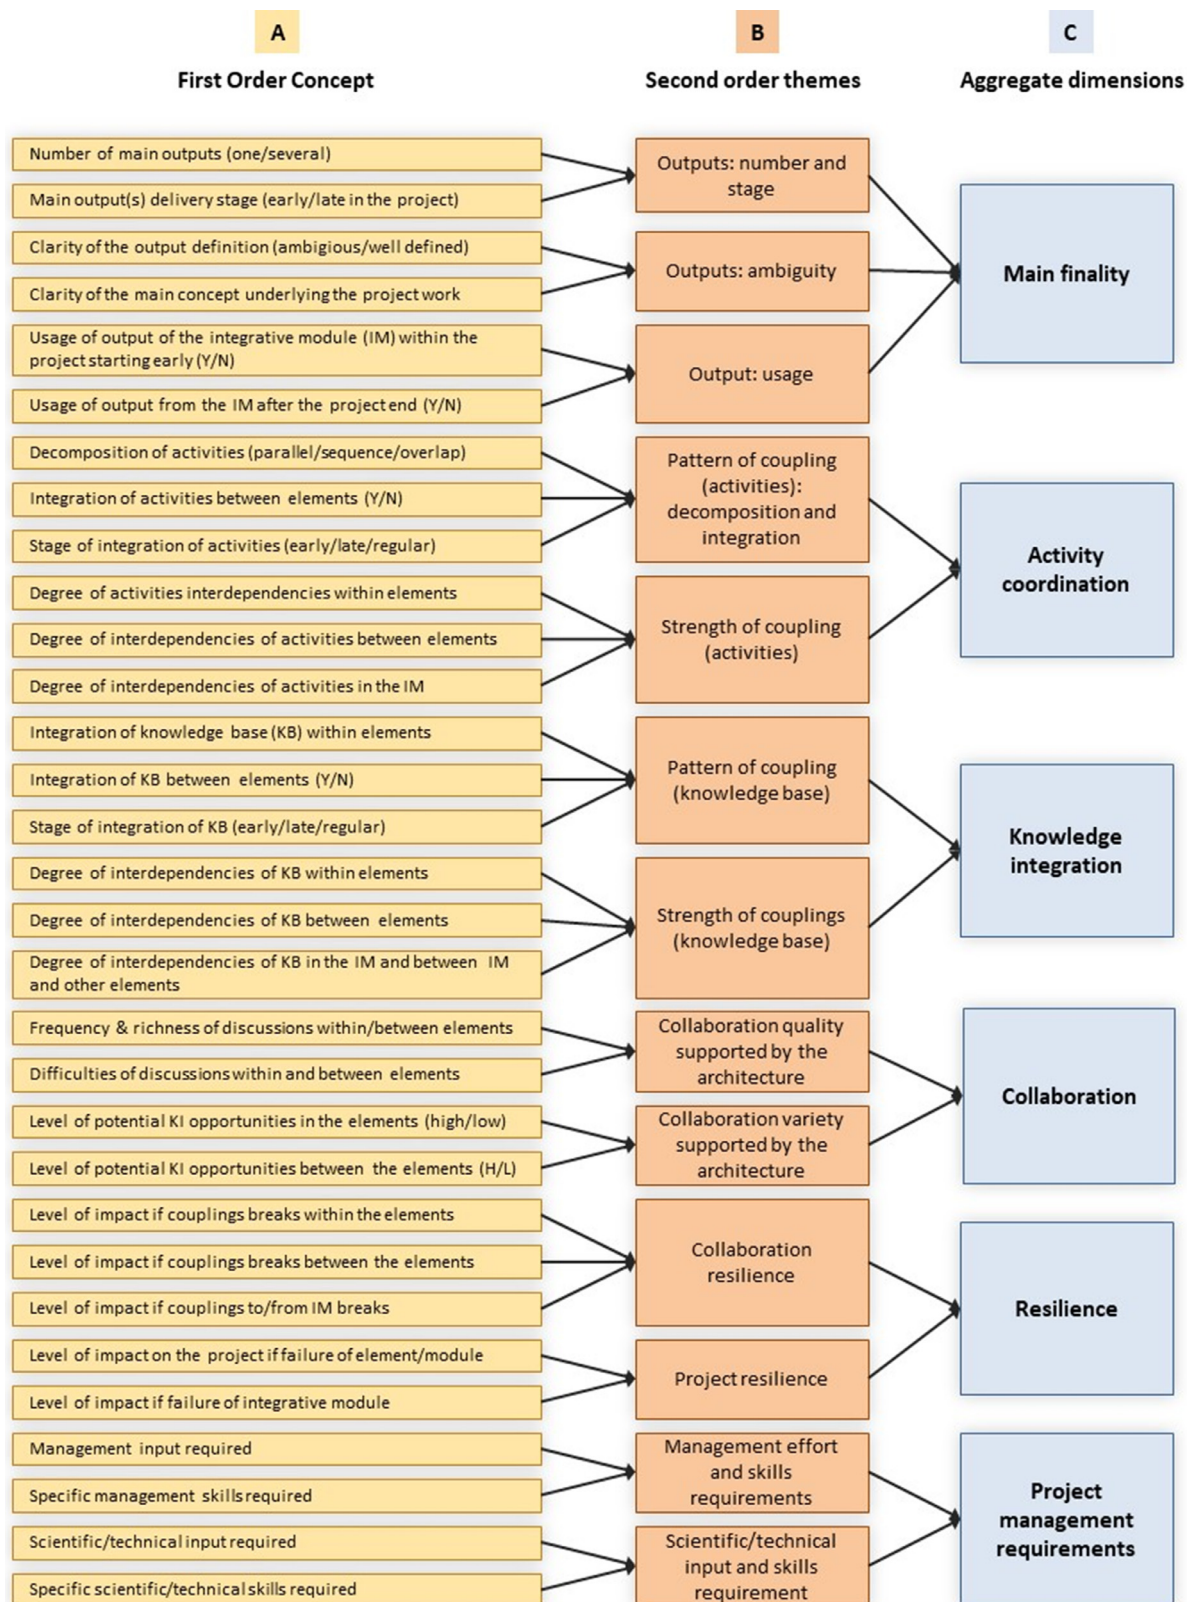 A
B
C
First Order Concept
Second order themes
Aggregate dimensions
Number of main outputs (one/several)
Main output(s) delivery stage (early/late in the project)
Clarity of the output definition (ambigious/well defined)
Clarity of the main concept underlying the project work
Usage of output of the integrative module (IM) within the
project starting early (Y/N)
Usage of output from the IM after the project end (Y/N)
Decomposition of activities (parallel/sequence/overlap)
Integration of activities between elements (Y/N)
Stage of integration of activities (early/late/regular)
Degree of activities interdependencies within elements
Degree of interdependencies of activities between elements
Degree of interdependencies of activities in the IM
Integration of knowledge base (KB) within elements
Integration of KB between elements (Y/N)
Stage of integration of KB (early/late/regular)
Degree of interdependencies of KB within elements
Degree of interdependencies of KB between elements
Degree of interdependencies of KB in the IM and between IM
and other elements
Frequency & richness of discussions within/between elements
Difficulties of discussions within and between elements
Level of potential KI opportunities in the elements (high/low)
Level of potential KI opportunities between the elements (H/L)
Level of impact if couplings breaks within the elements
Level of impact if couplings breaks between the elements
Level of impact if couplings to/from IM breaks
Level of impact on the project if failure of element/module
Level of impact if failure of integrative module
Management input required
Specific management skills required
Scientific/technical input required
Specific scientific/technical skills required
Outputs: number and
stage
Outputs: ambiguity
Output: usage
Pattern of coupling
(activities):
decomposition and
integration
Strength of coupling
(activities)
Pattern of coupling
(knowledge base)
Strength of couplings
(knowledge base)
Collaboration quality
supported by the
architecture
Collaboration variety
supported by the
architecture
Collaboration
resilience
Project resilience
Management effort
and skills
requirements
Scientific/technical
input and skills
requirement
Main finality
Activity
coordination
Knowledge
integration
Collaboration
Resilience
Project
management
requirements